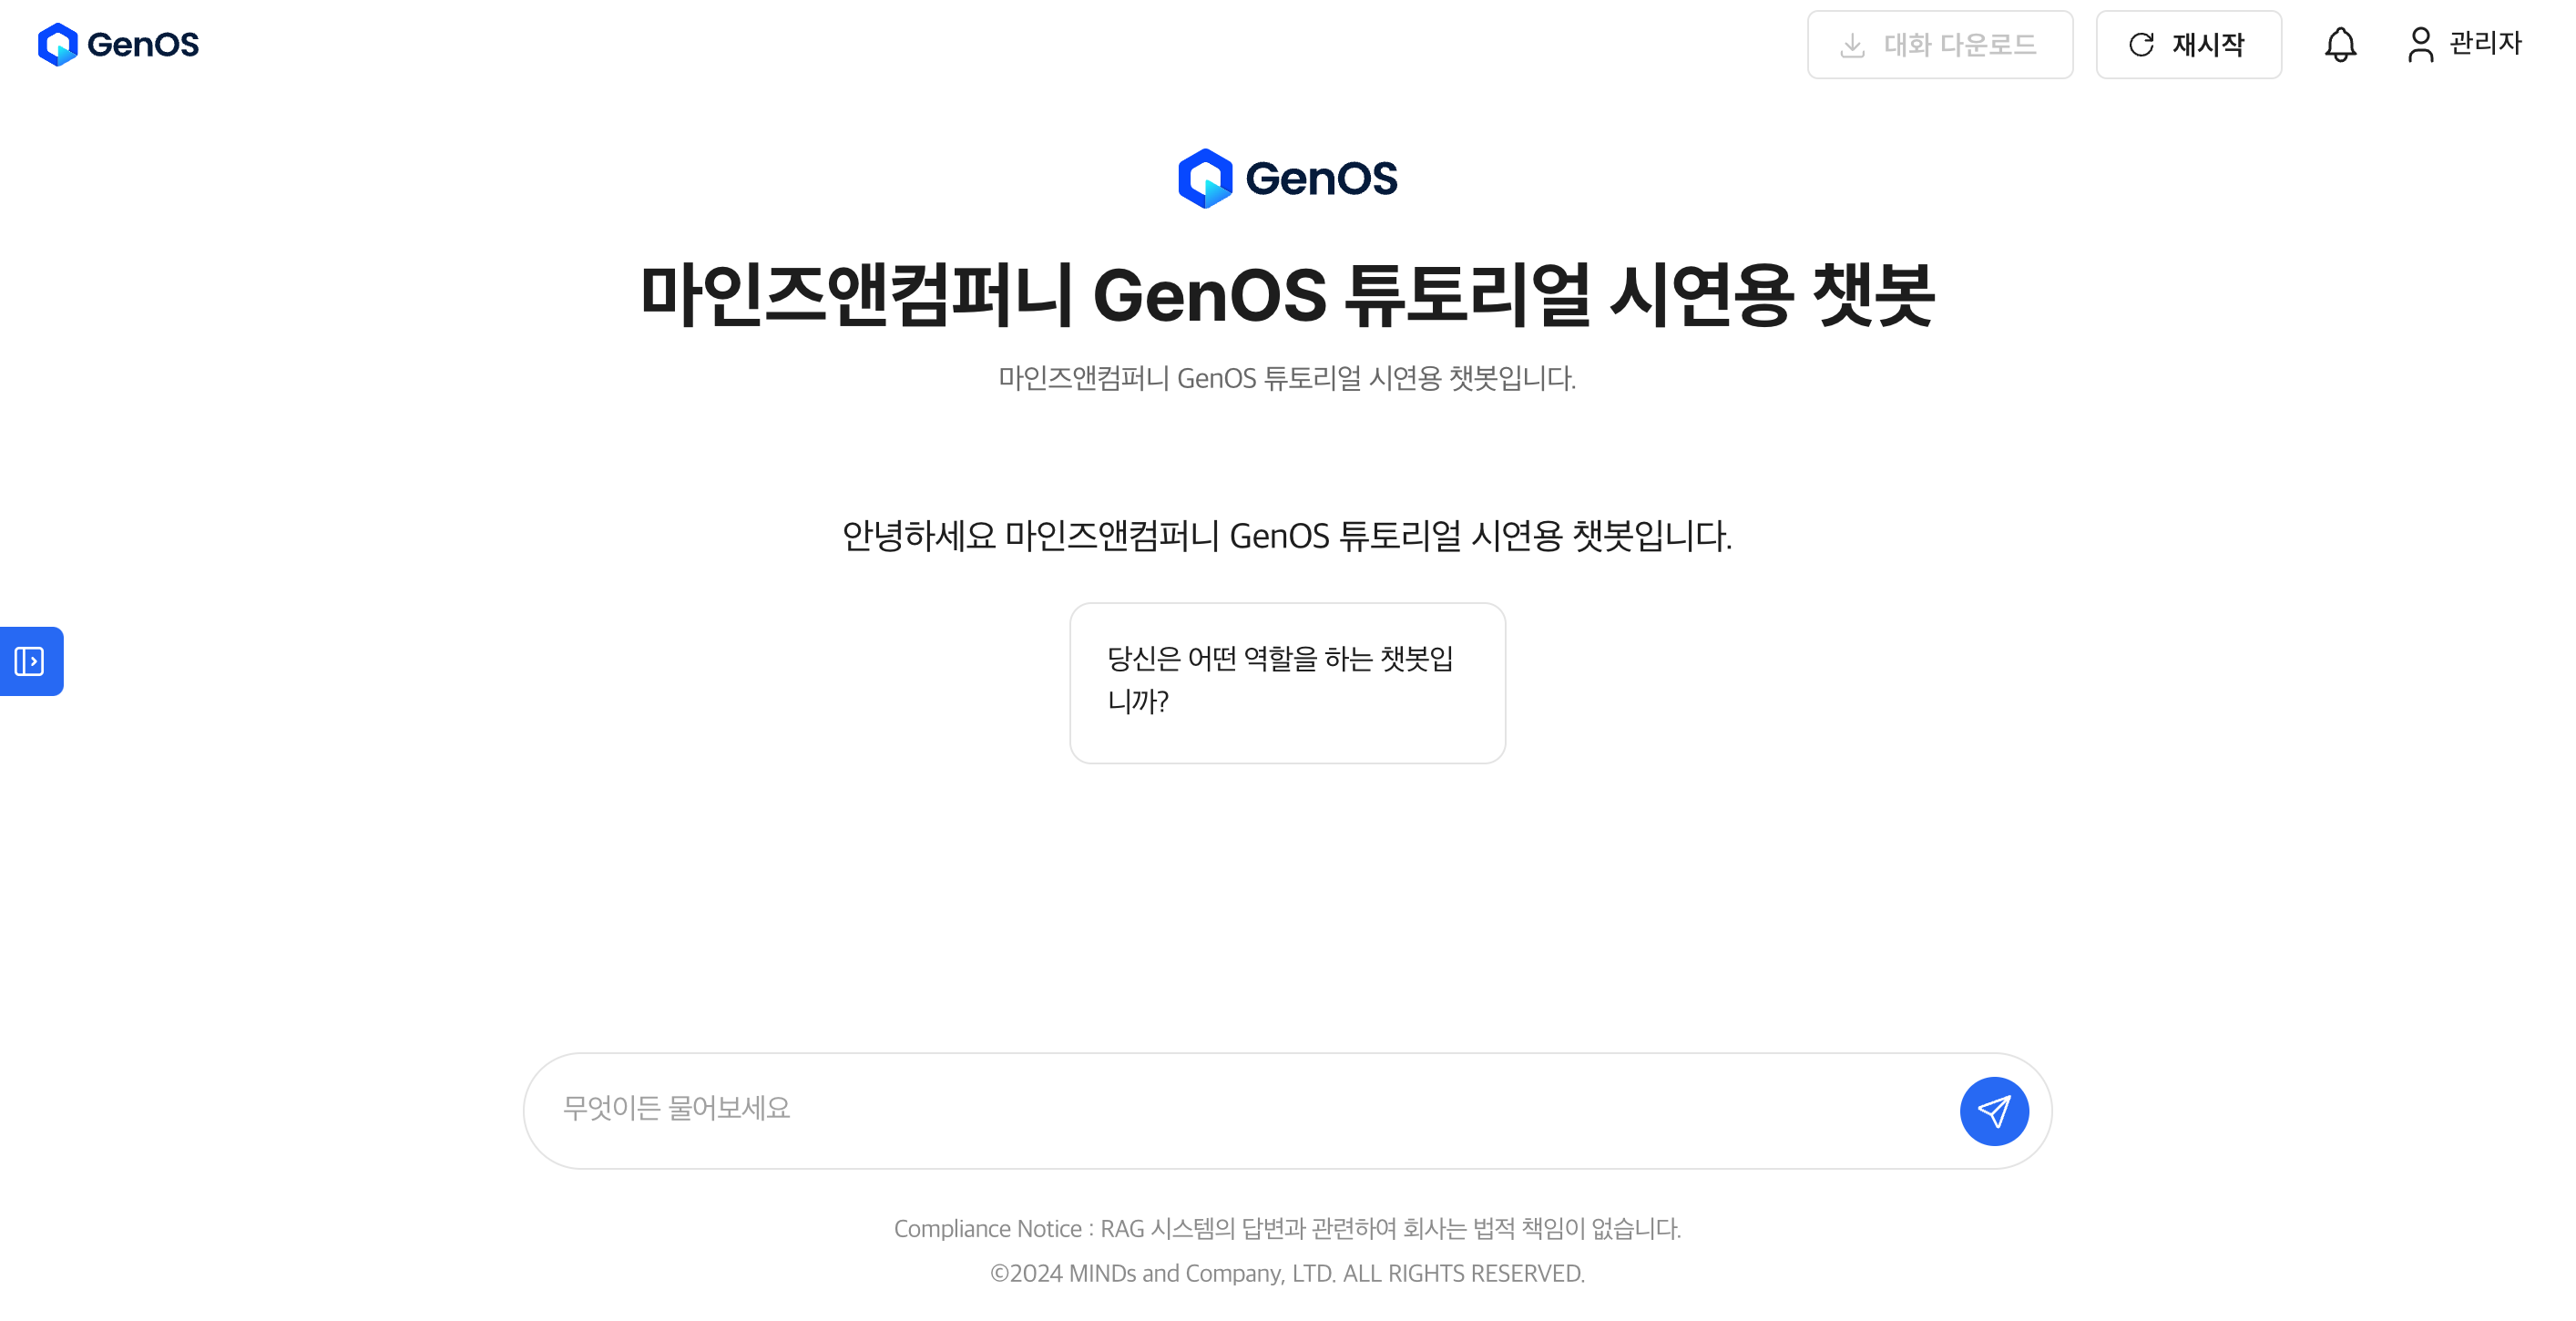 GenOS
대화 다운로드
재시작
관리자
GenOS
마인즈앤컴퍼니 GenOS 튜토리얼 시연용 챗봇
마인즈앤컴퍼니 GenOS 튜토리얼 시연용 챗봇입니다.
안녕하세요 마인즈앤컴퍼니 GenOS 튜토리얼 시연용 챗봇입니다.
당신은 어떤 역할을 하는 챗봇입
니까?
무엇이든 물어보세요
Compliance Notice : RAG 시스템의 답변과 관련하여 회사는 법적 책임이 없습니다.
©2024 MINDs and Company, LTD. ALL RIGHTS RESERVED.